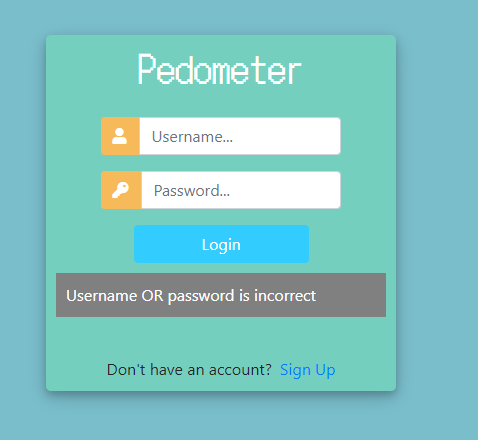 Pedometer
Username...
Password...
Login
Username OR password is incorrect
Don't have an account? Sign Up